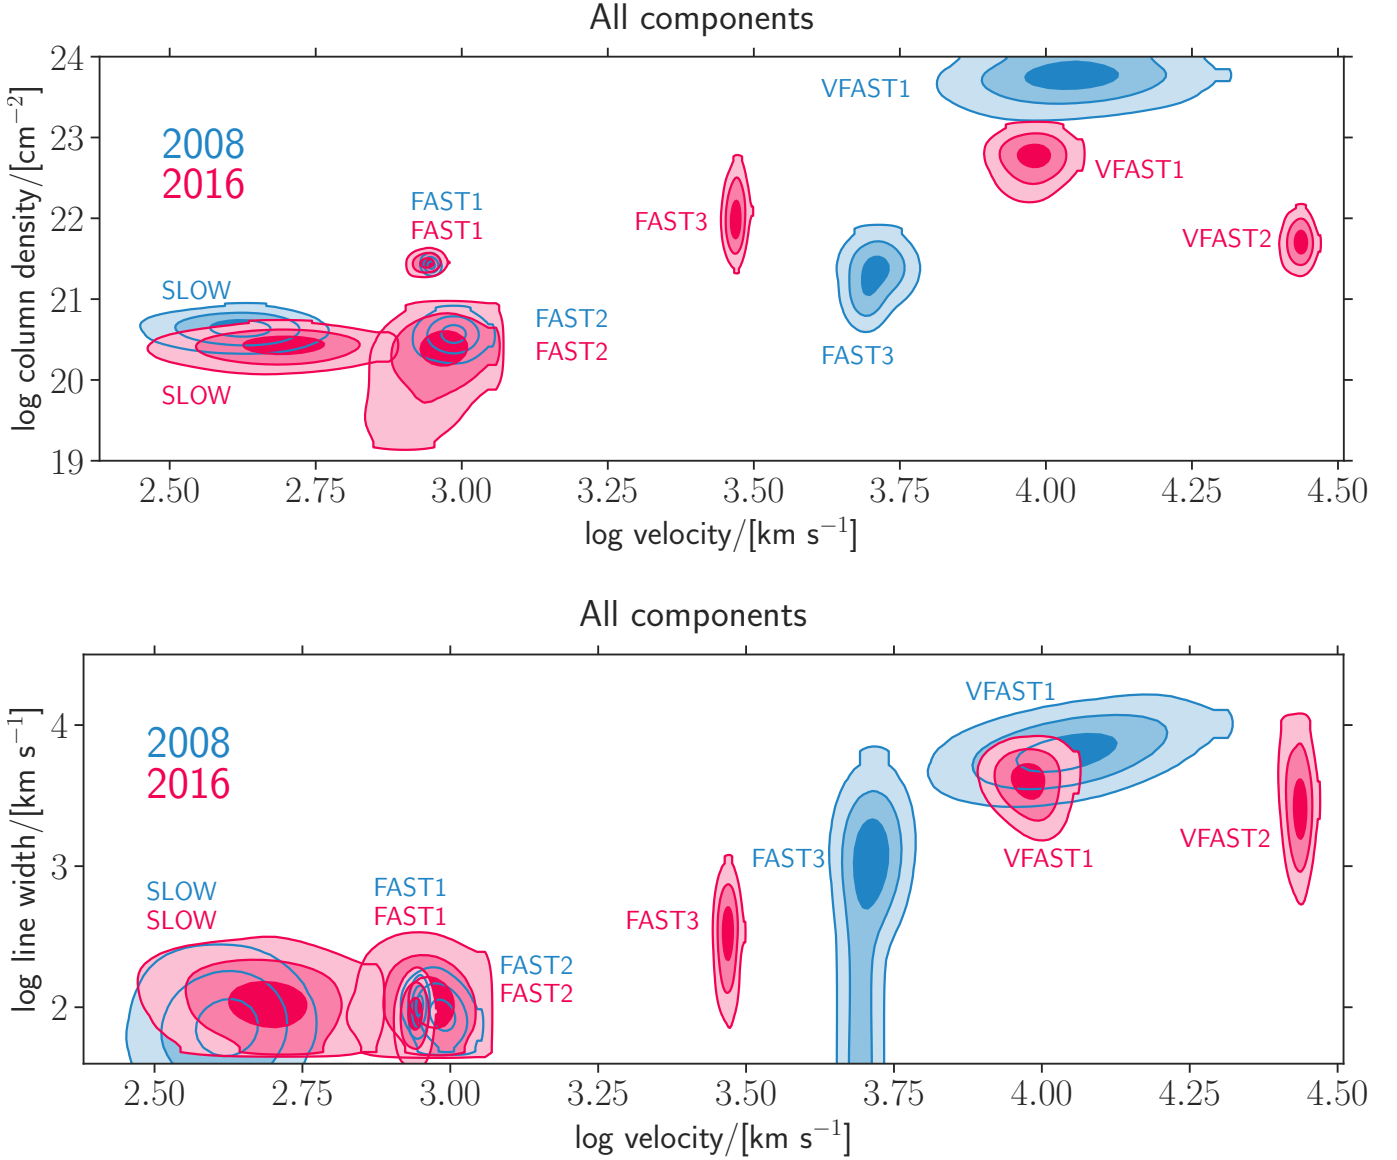 All components
24
23
22
21
20
19
log column density/[cm−2]
2008
2016
VFAST1
VFAST1
FAST1
FAST1
FAST3
VFAST2
SLOW
FAST2
FAST2
FAST3
SLOW
2.50 2.75 3.00 3.25 3.50 3.75 4.00 4.25 4.50
log velocity/[km s−1]
All components
4
3
2
log line width/[km s−1]
2008
2016
VFAST1
VFAST2
FAST3
VFAST1
SLOW
SLOW
FAST1
FAST1
FAST3
FAST2
FAST2
2.50 2.75 3.00 3.25 3.50 3.75 4.00 4.25 4.50
log velocity/[km s−1]